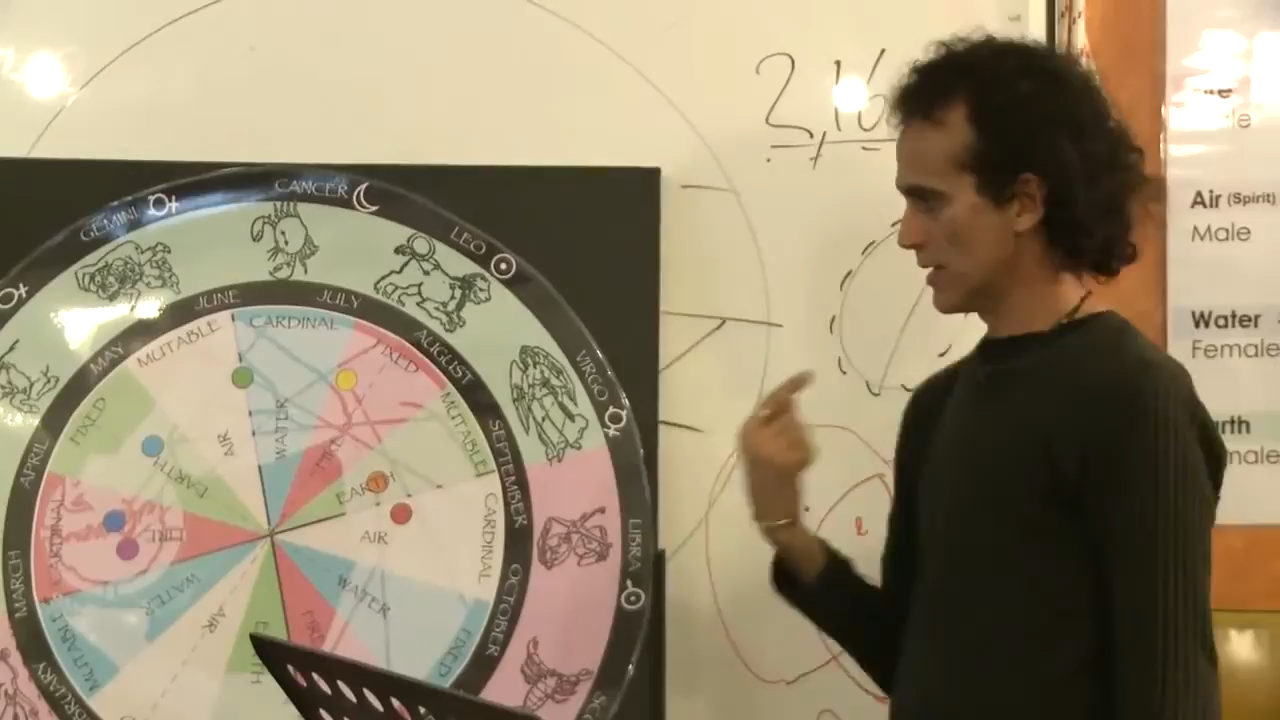 2,16
CANCER
GEMINI
LEO
VIRGO
LIBRA
JUNE
JULY
MAY
AUGUST
APRIL
SEPTEMBER
MARCH
OCTOBER
MUTABLE
CARDINAL
FIXED
FIXED
MUTABLE
CARDINAL
CARDINAL
MUTABLE
FIXED
AIR
WATER
FIRE
EARTH
EARTH
AIR
FIRE
WATER
WATER
AIR
FIRE
Air (Spirit)
Male
Water
Female